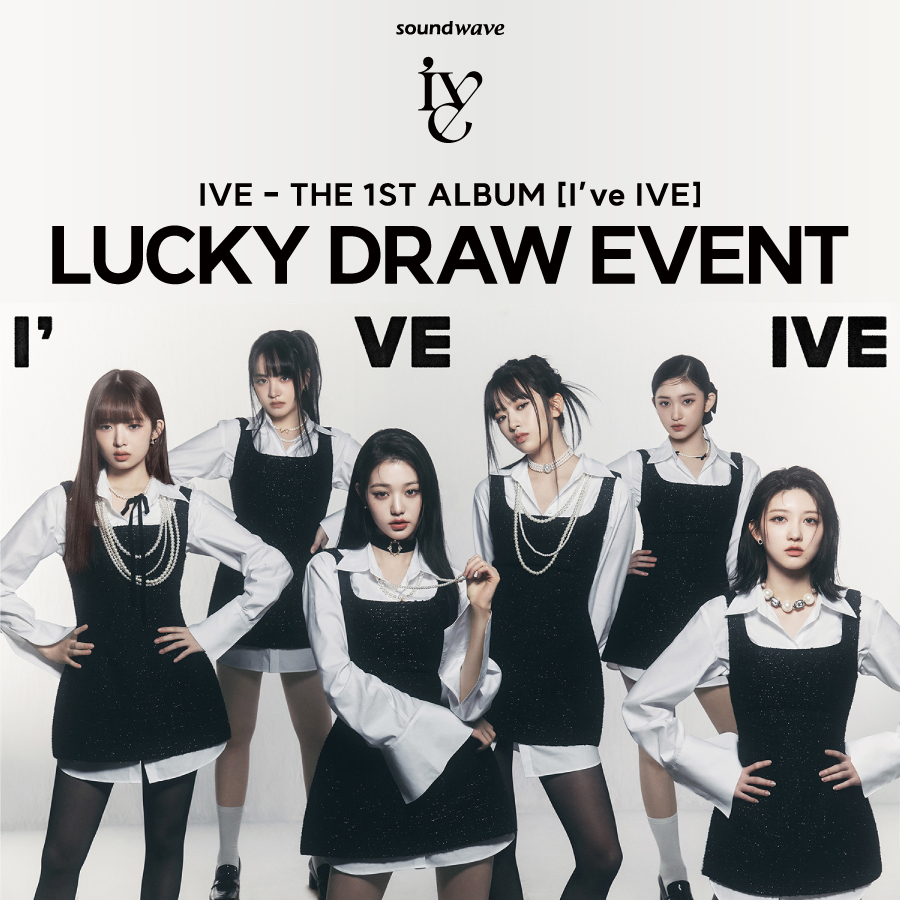 soundwave
ive
IVE - THE 1ST ALBUM [I've IVE]
LUCKY DRAW EVENT
I' VE IVE